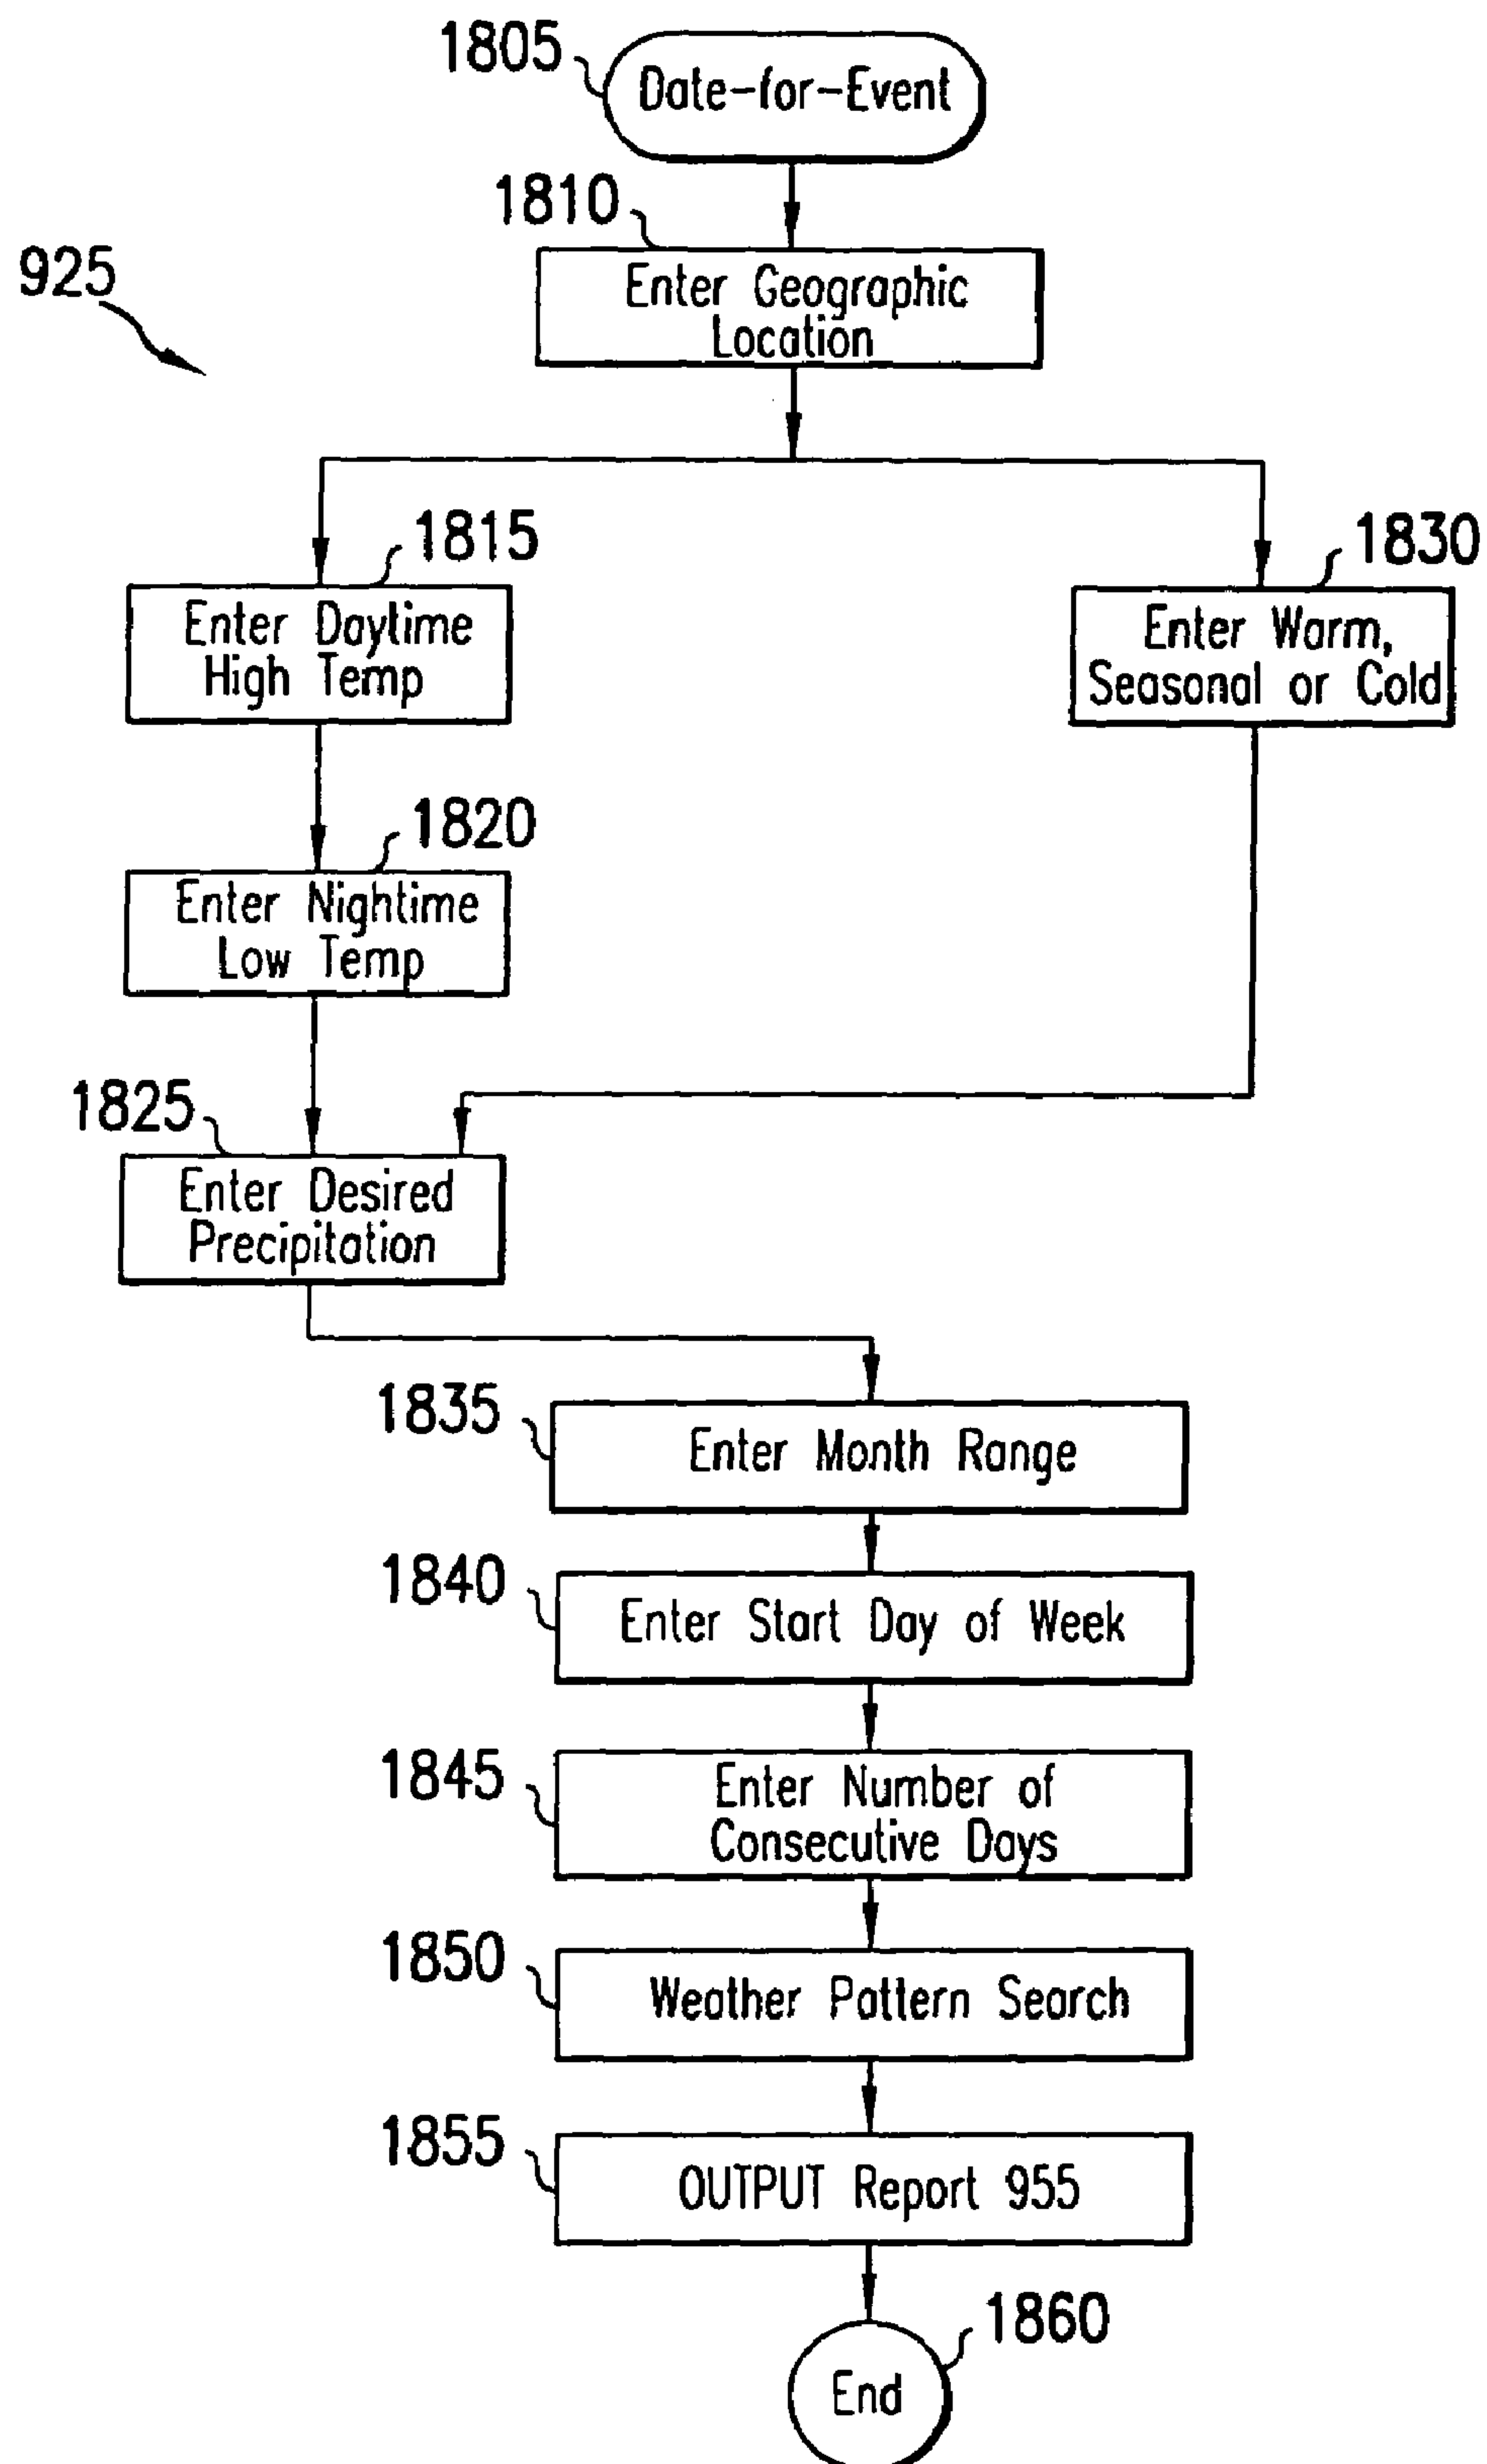 1805
Date-for-Event
1810
925
Enter Geographic
Location
1815
Enter Daytime
High Temp
1830
Enter Warm,
Seasonal or Cold
1820
Enter Nightime
Low Temp
1825
Enter Desired
Precipitation
1835
Enter Month Range
1840
Enter Start Day of Week
1845
Enter Number of
Consecutive Days
1850
Weather Pattern Search
1855
OUTPUT Report 955
1860
End